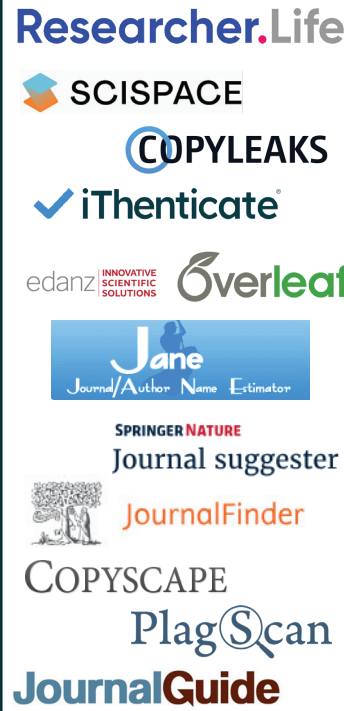 Researcher.Life
SCISPACE
COPYLEAKS
iThenticate®
edanz INNOVATIVE SCIENTIFIC SOLUTIONS
Overleaf
Jane
Journal/Author Name Estimator
SPRINGER NATURE
Journal suggester
JournalFinder
COPYSCAPE
PlagScan
JournalGuide